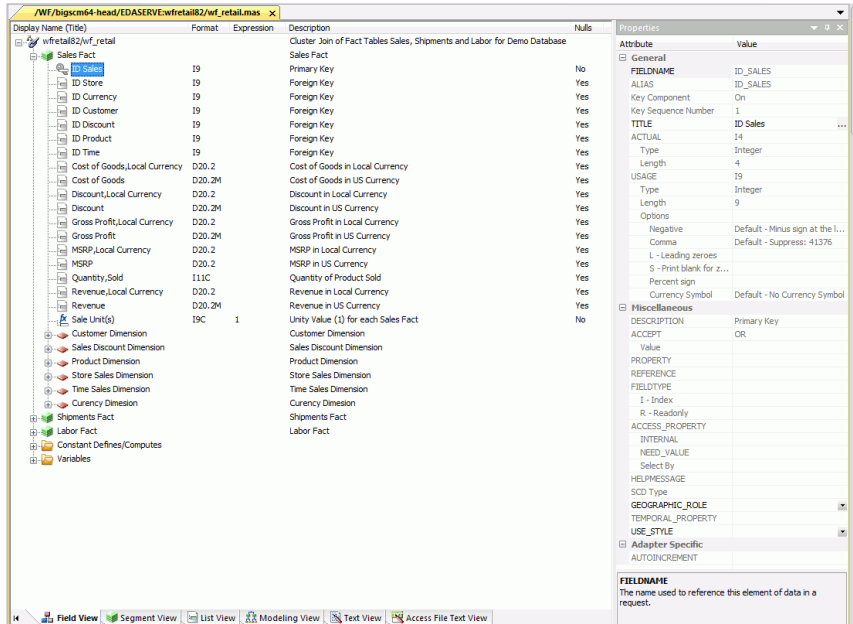 /WF/bigscm64-head/EDASERVE:wfretail82/wf_retail.mas x
Display Name (Title) Format Expression Description Nulls
wfretail82/wf_retail Cluster Join of Fact Tables Sales, Shipments and Labor for Demo Database
Sales Fact Sales Fact
ID Sales I9 Primary Key No
ID Store I9 Foreign Key Yes
ID Currency I9 Foreign Key Yes
ID Customer I9 Foreign Key Yes
ID Discount I9 Foreign Key Yes
ID Product I9 Foreign Key Yes
ID Time I9 Foreign Key Yes
Cost of Goods,Local Currency D20.2 Cost of Goods in Local Currency Yes
Cost of Goods D20.2M Cost of Goods in US Currency Yes
Discount,Local Currency D20.2 Discount in Local Currency Yes
Discount D20.2M Discount in US Currency Yes
Gross Profit,Local Currency D20.2 Gross Profit in Local Currency Yes
Gross Profit D20.2M Gross Profit in US Currency Yes
MSRP,Local Currency D20.2 MSRP in Local Currency Yes
MSRP D20.2M MSRP in US Currency Yes
Quantity,Sold I11C Quantity of Product Sold Yes
Revenue,Local Currency D20.2 Revenue in Local Currency Yes
Revenue D20.2M Revenue in US Currency Yes
fx Sale Unit(s) I9C 1 Unity Value (1) for each Sales Fact No
Customer Dimension Customer Dimension
Sales Discount Dimension Sales Discount Dimension
Product Dimension Product Dimension
Store Sales Dimension Store Sales Dimension
Time Sales Dimension Time Sales Dimension
Curency Dimesion Curency Dimesion
Shipments Fact Shipments Fact
Labor Fact Labor Fact
Constant Defines/Computes
Variables
Field View Segment View List View Modeling View Text View Access File Text View
Properties
Attribute Value
General
FIELDNAME ID_SALES
ALIAS ID_SALES
Key Component On
Key Sequence Number 1
TITLE ID Sales ...
ACTUAL I4
Type Integer
Length 4
USAGE I9
Type Integer
Length 9
Options
Negative Default - Minus sign at the l...
Comma Default - Suppress: 41376
L - Leading zeroes
S - Print blank for z...
Percent sign
Currency Symbol Default - No Currency Symbol
Miscellaneous
DESCRIPTION Primary Key
ACCEPT OR
Value
PROPERTY
REFERENCE
FIELDTYPE
I - Index
R - Readonly
ACCESS_PROPERTY
INTERNAL
NEED_VALUE
Select By
HELPMESSAGE
SCD Type
GEOGRAPHIC_ROLE
TEMPORAL_PROPERTY
USE_STYLE
Adapter Specific
AUTOINCREMENT
FIELDNAME
The name used to reference this element of data in a
request.